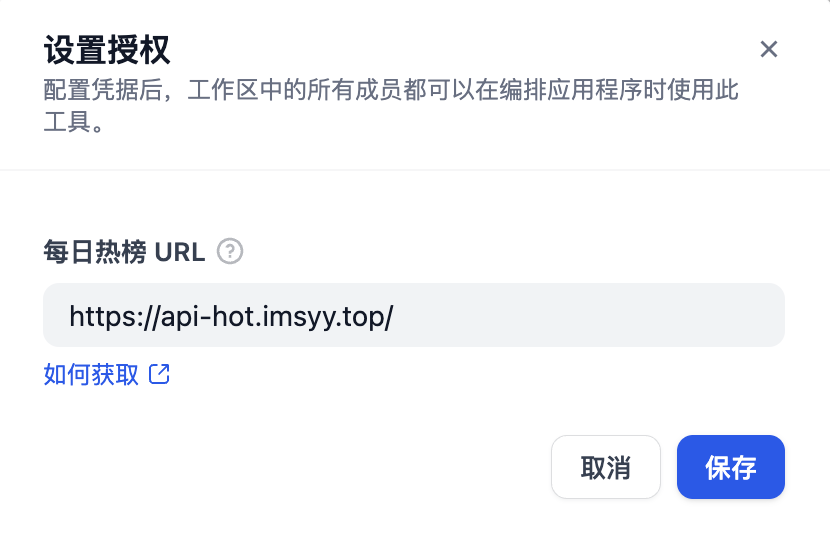 设置授权
配置凭据后，工作区中的所有成员都可以在编排应用程序时使用此
工具。
每日热榜 URL
https://api-hot.imsyy.top/
如何获取
取消
保存